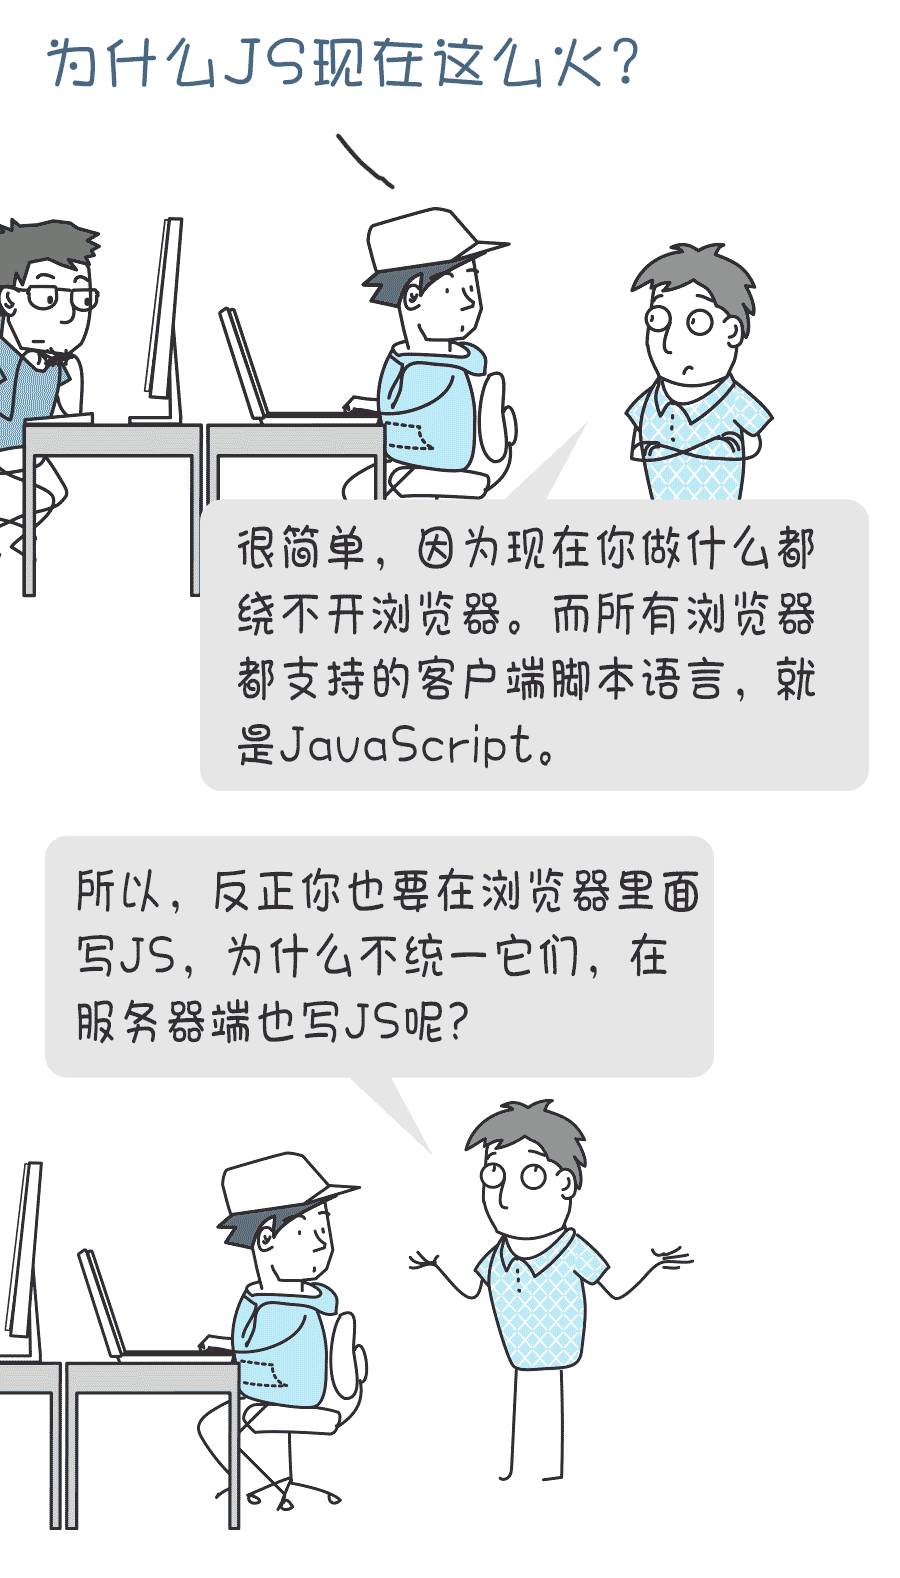 为什么JS现在这么火？
很简单，因为现在你做什么都
绕不开浏览器。而所有浏览器
都支持的客户端脚本语言，就
是JavaScript。
所以，反正你也要在浏览器里面
写JS，为什么不统一它们，在
服务器端也写JS呢？